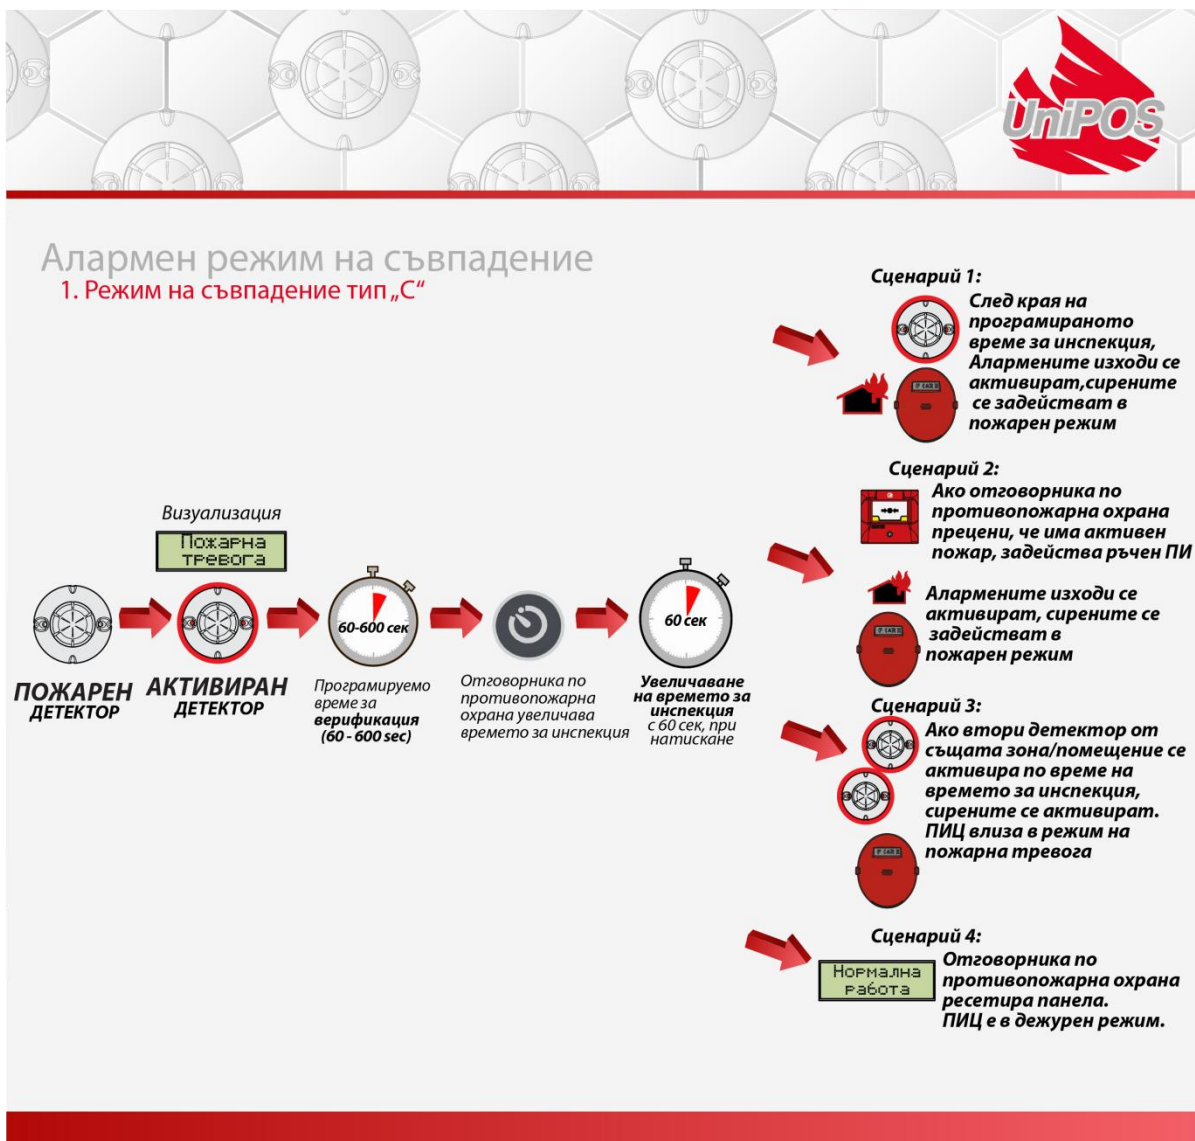 UniPOS
Алармен режим на съвпадение
1. Режим на съвпадение тип „C“
Визуализация
Пожарна
тревога
ПОЖАРЕН
ДЕТЕКТОР
АКТИВИРАН
ДЕТЕКТОР
60-600 сек
Програмируемо
време за
верификация
(60 - 600 sec)
Отговорника по
противопожарна
охрана увеличава
времето за инспекция
60 сек
Увеличаване
на времето за
инспекция
с 60 сек, при
натискане
Сценарий 1:
След края на
програмираното
време за инспекция,
Алармените изходи се
активират,сирените
се задействат в
пожарен режим
Сценарий 2:
Ако отговорника по
противопожарна охрана
прецени, че има активен
пожар, задейства ръчен ПИ
Алармените изходи се
активират, сирените се
задействат в
пожарен режим
Сценарий 3:
Ако втори детектор от
същата зона/помещение се
активира по време на
времето за инспекция,
сирените се активират.
ПИЦ влиза в режим на
пожарна тревога
Сценарий 4:
Нормална
работа
Отговорника по
противопожарна охрана
ресетира панела.
ПИЦ е в дежурен режим.